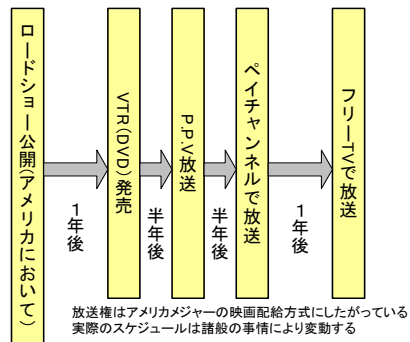 ロードショー公開(アメリカにおいて)
1年後
VTR(DVD)発売
半年後
P.P.V放送
半年後
ペイチャンネルで放送
1年後
フリーTVで放送
放送権はアメリカメジャーの映画配給方式にしたがっている
実際のスケジュールは諸般の事情により変動する